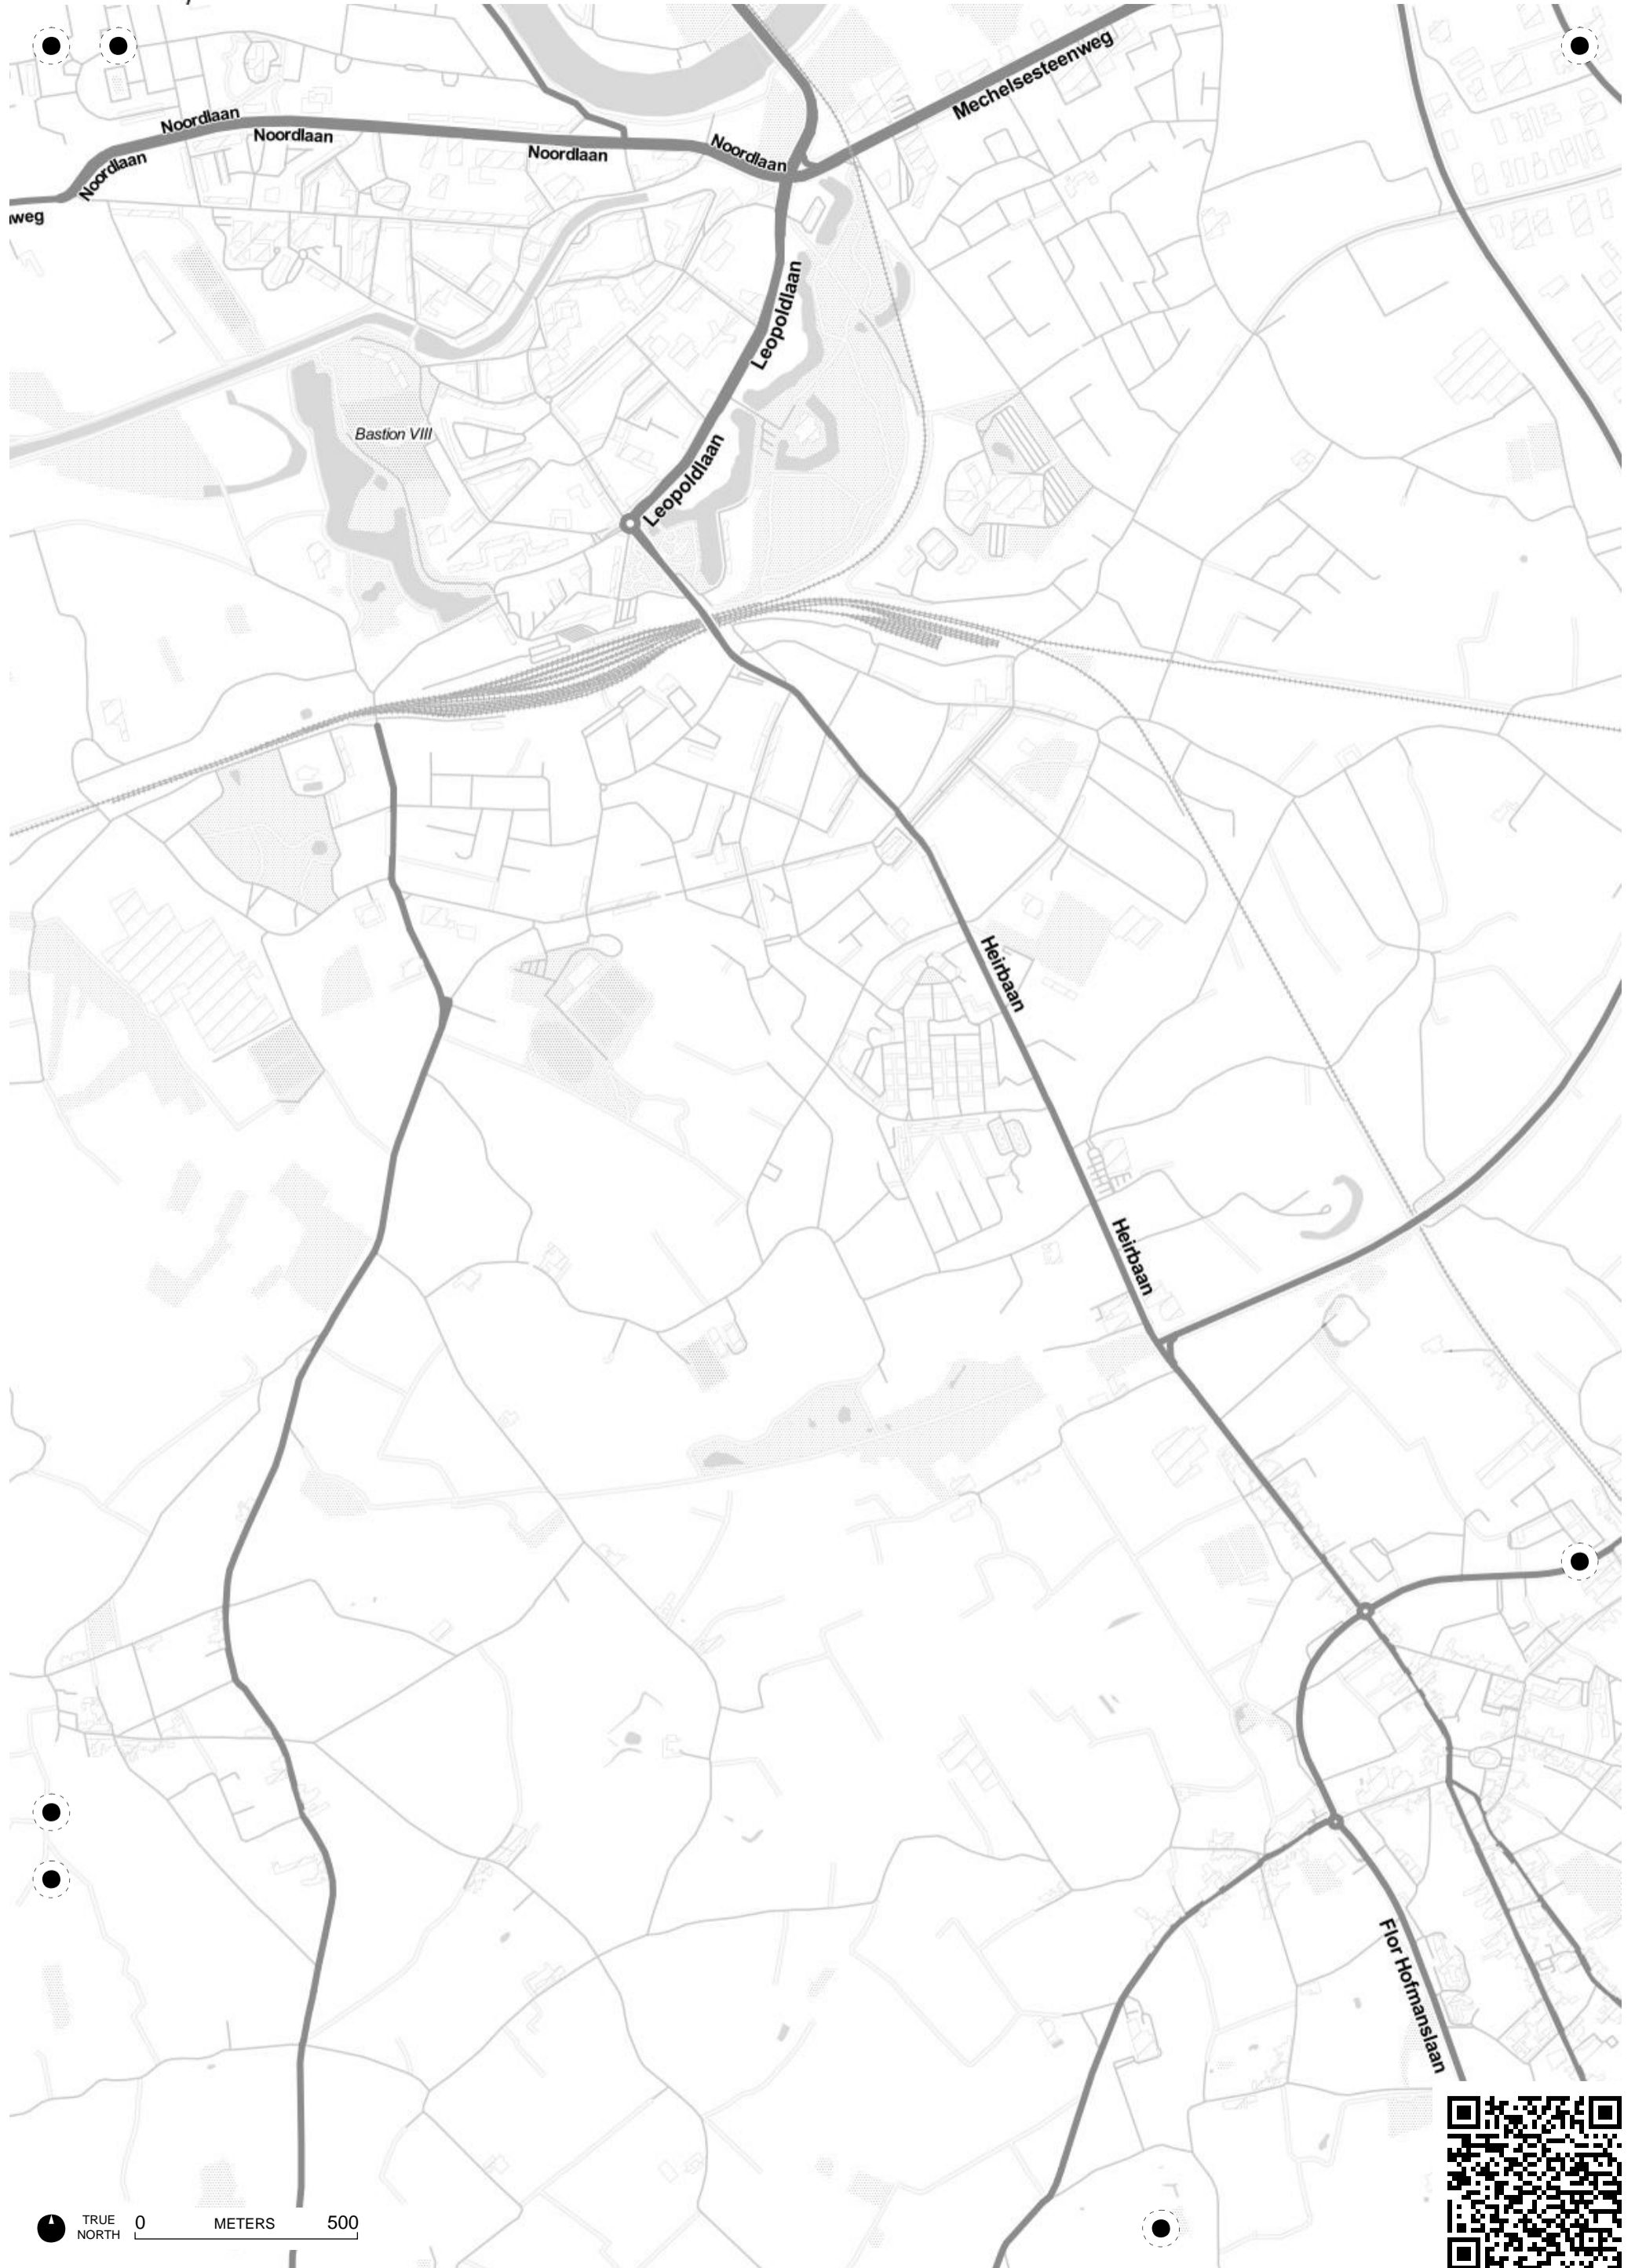 Mechelsesteenweg
Noordlaan
Noordlaan
Noordlaan
Noordlaan
Noordlaan
weg
Leopoldlaan
Bastion VIII
Leopoldlaan
Heirbaan
Heirbaan
Flor Hofmanslaan
TRUE NORTH
0 METERS 500